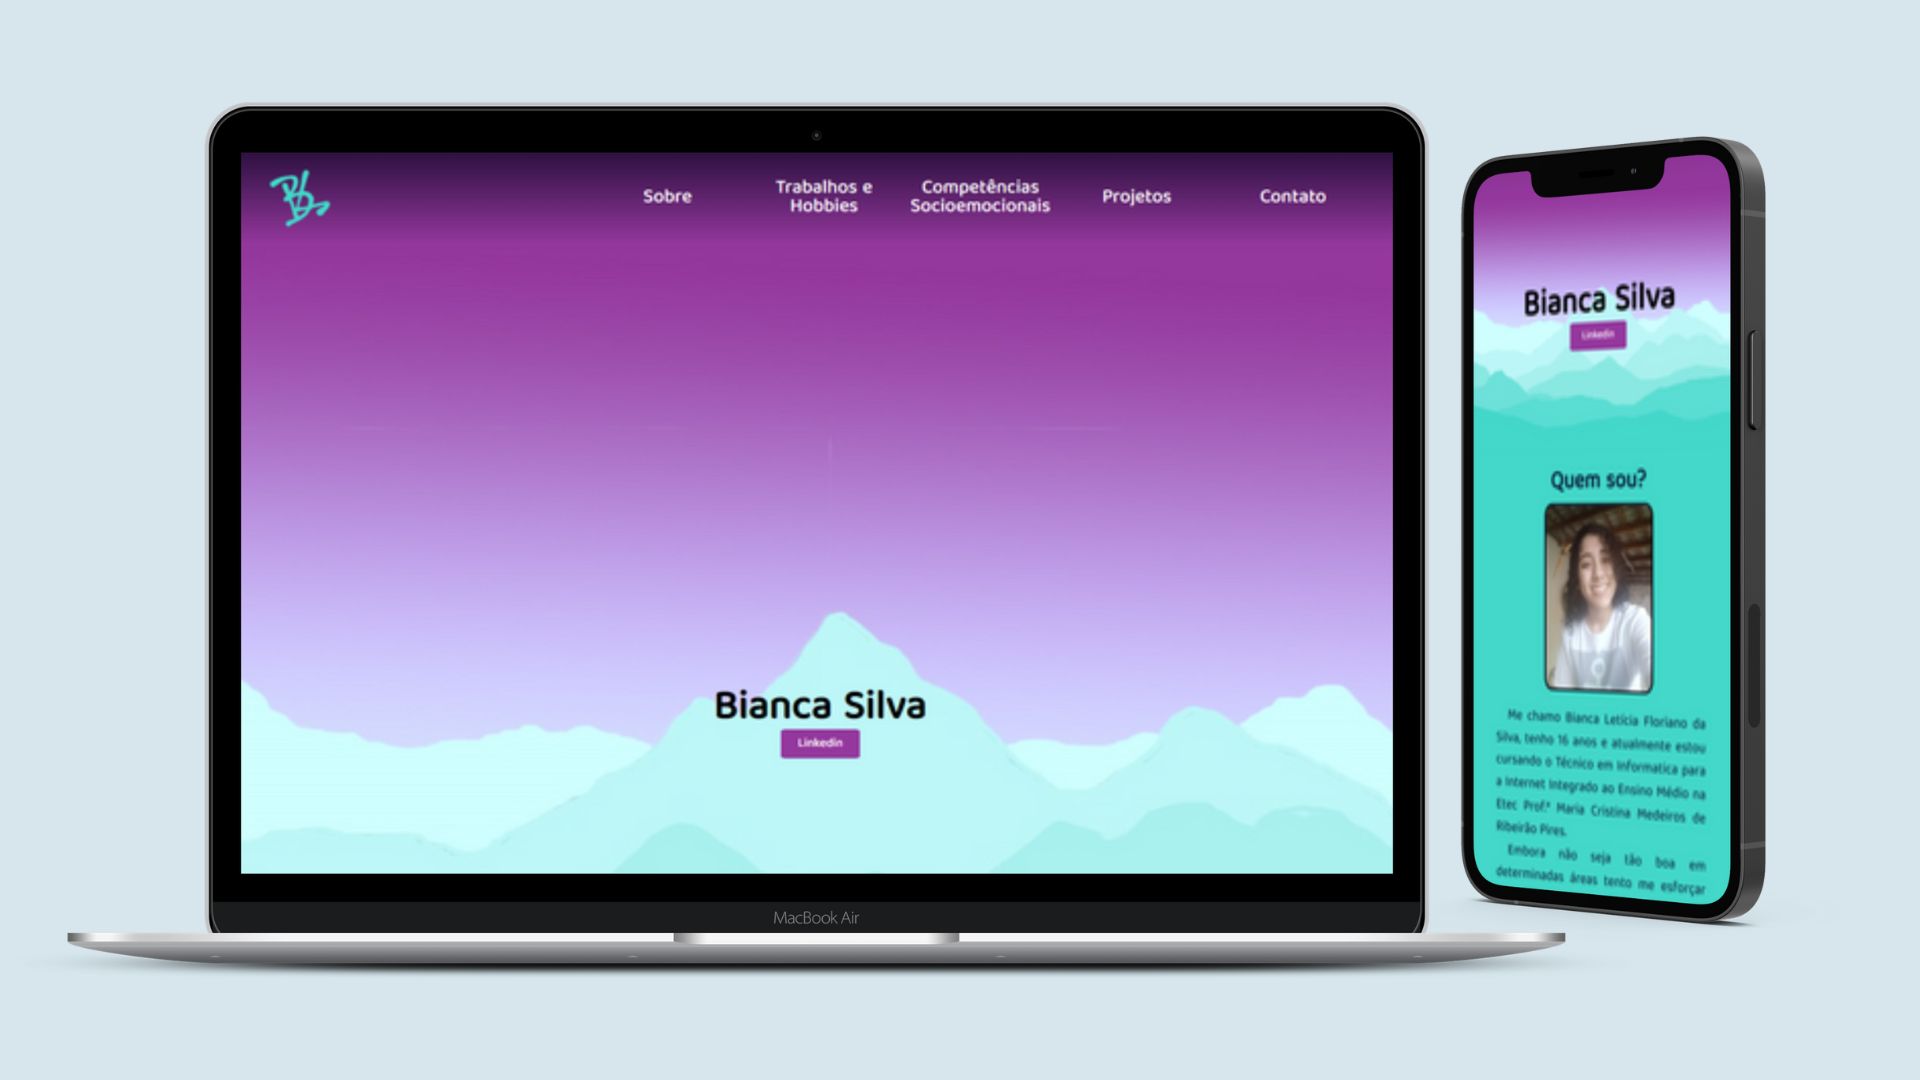 Sobre
Trabalhos e
Hobbies
Competências
Socioemocionais
Projetos
Contato
Bianca Silva
Linkedin
MacBook Air
Bianca Silva
Linkedin
Quem sou?
Me chamo Bianca Letícia Floriano da
Silva, tenho 16 anos e atualmente estou
cursando o Técnico em Informatica para
a Internet Integrado ao Ensino Médio na
Etec Prof.ª Maria Cristina Medeiros de
Ribeirão Pires.
Embora não seja tão boa em
determinadas áreas tento me esforçar